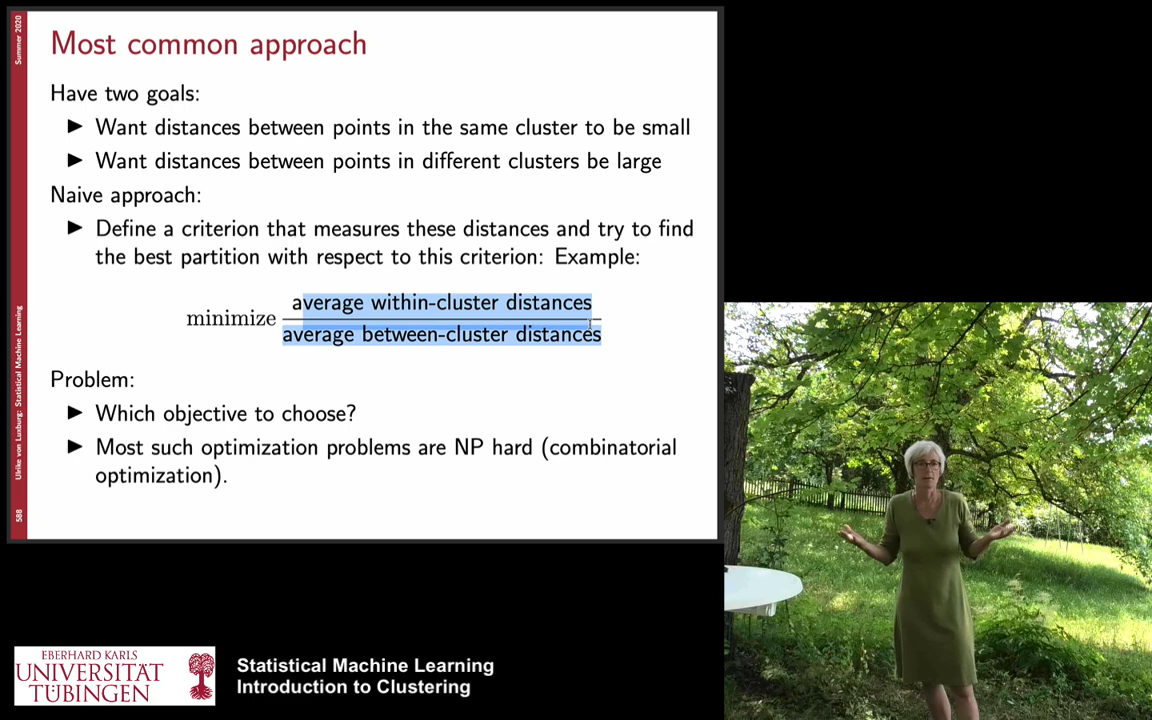 Summer 2020
Most common approach
Have two goals:
▶ Want distances between points in the same cluster to be small
▶ Want distances between points in different clusters be large
Naive approach:
▶ Define a criterion that measures these distances and try to find
the best partition with respect to this criterion: Example:
minimize average within-cluster distances
average between-cluster distances
Problem:
▶ Which objective to choose?
▶ Most such optimization problems are NP hard (combinatorial
optimization).
Ulrike von Luxburg: Statistical Machine Learning
588
EBERHARD KARLS
UNIVERSITÄT
TÜBINGEN
Statistical Machine Learning
Introduction to Clustering